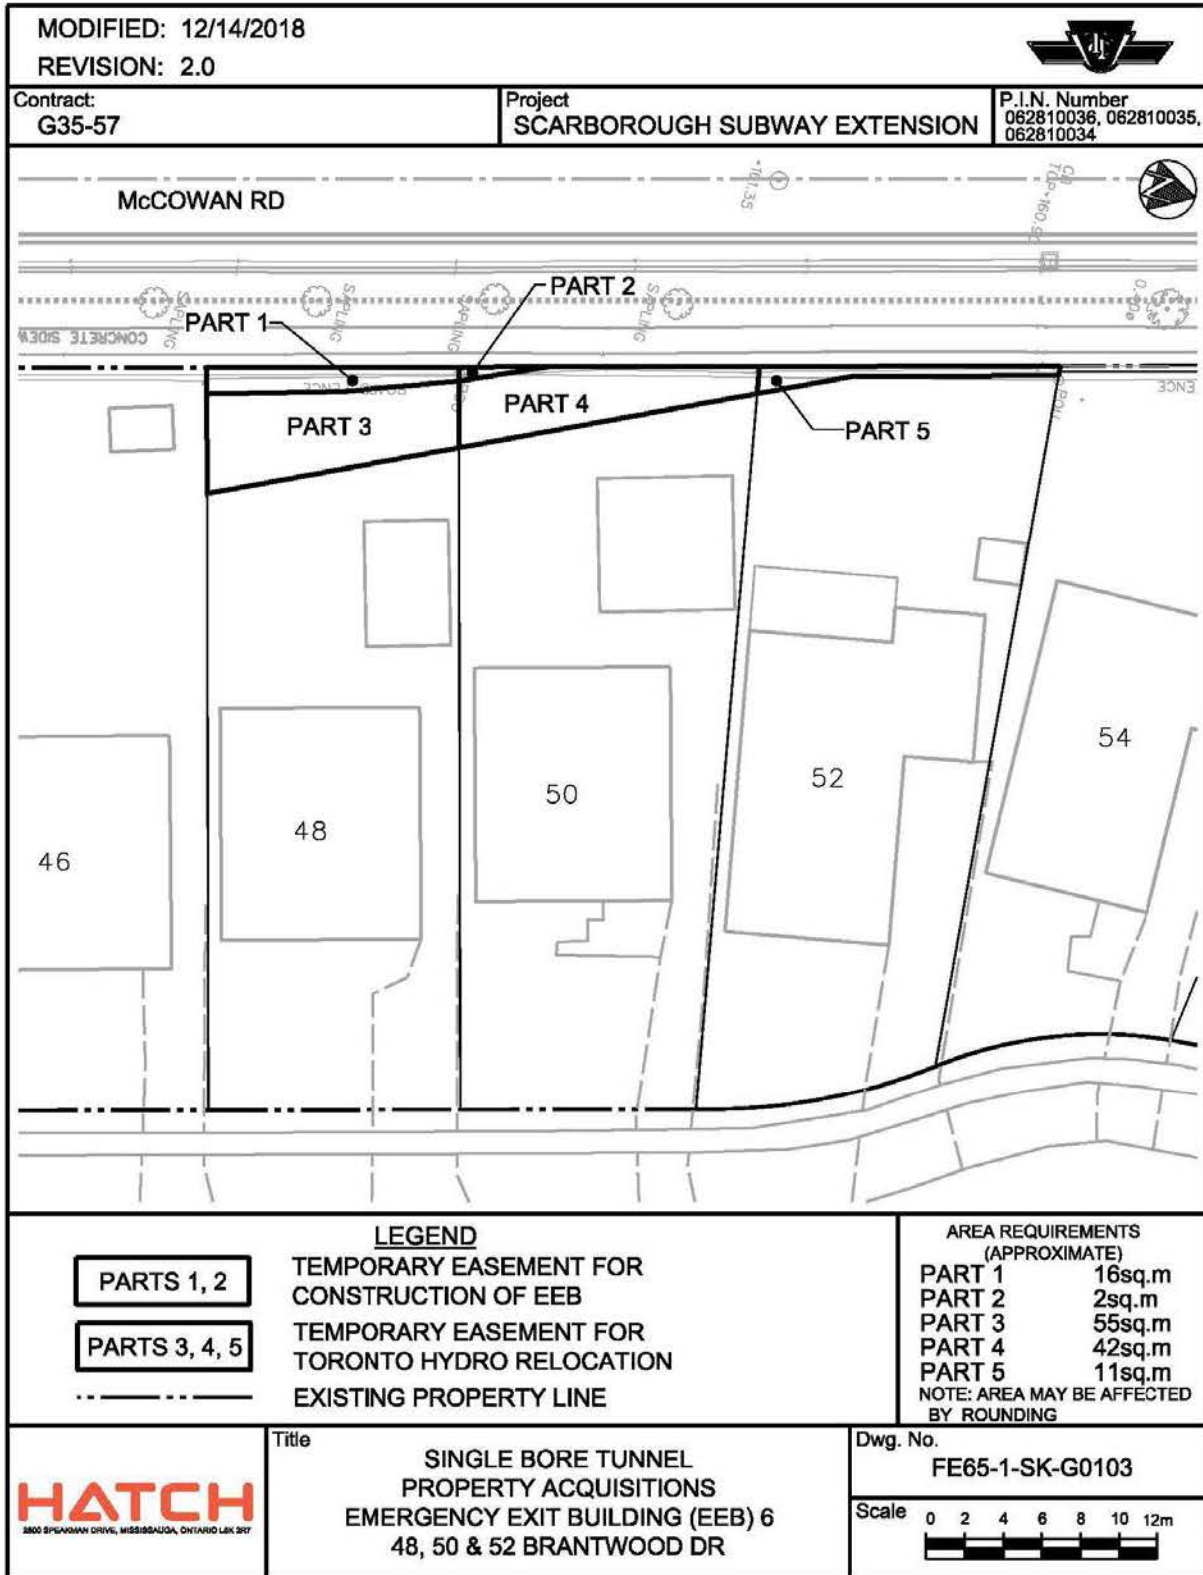 MODIFIED: 12/14/2018
REVISION: 2.0
Contract:
G35-57
Project
SCARBOROUGH SUBWAY EXTENSION
P.I.N. Number
062810036, 062810035,
062810034
McCOWAN RD
PART 1
PART 2
SAPLING
SAPLING
SAPLING
SAPLING
PART 3
PART 4
PART 5
46
48
50
52
54
LEGEND
PARTS 1, 2
TEMPORARY EASEMENT FOR
CONSTRUCTION OF EEB
PARTS 3, 4, 5
TEMPORARY EASEMENT FOR
TORONTO HYDRO RELOCATION
EXISTING PROPERTY LINE
AREA REQUIREMENTS
(APPROXIMATE)
PART 1 16sq.m
PART 2 2sq.m
PART 3 55sq.m
PART 4 42sq.m
PART 5 11sq.m
NOTE: AREA MAY BE AFFECTED
BY ROUNDING
HATCH
2800 SPEAKMAN DRIVE, MISSISSAUGA, ONTARIO L5K 2R7
Title
SINGLE BORE TUNNEL
PROPERTY ACQUISITIONS
EMERGENCY EXIT BUILDING (EEB) 6
48, 50 & 52 BRANTWOOD DR
Dwg. No.
FE65-1-SK-G0103
Scale
0 2 4 6 8 10 12m